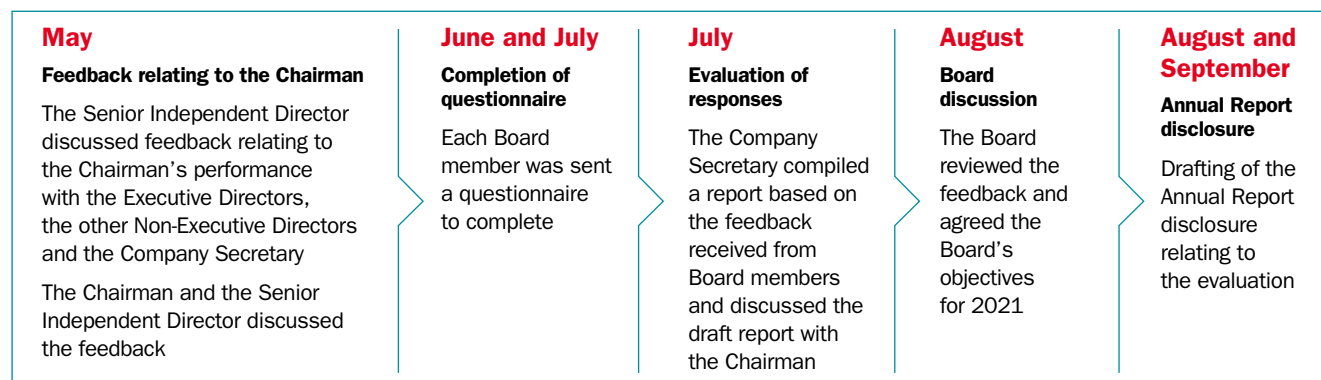 May
Feedback relating to the Chairman
The Senior Independent Director
discussed feedback relating to
the Chairman’s performance
with the Executive Directors,
the other Non-Executive Directors
and the Company Secretary
The Chairman and the Senior
Independent Director discussed
the feedback
June and July
Completion of
questionnaire
Each Board
member was sent
a questionnaire
to complete
July
Evaluation of
responses
The Company
Secretary compiled
a report based on
the feedback
received from
Board members
and discussed the
draft report with
the Chairman
August
Board
discussion
The Board
reviewed the
feedback and
agreed the
Board’s
objectives
for 2021
August and
September
Annual Report
disclosure
Drafting of the
Annual Report
disclosure
relating to
the evaluation